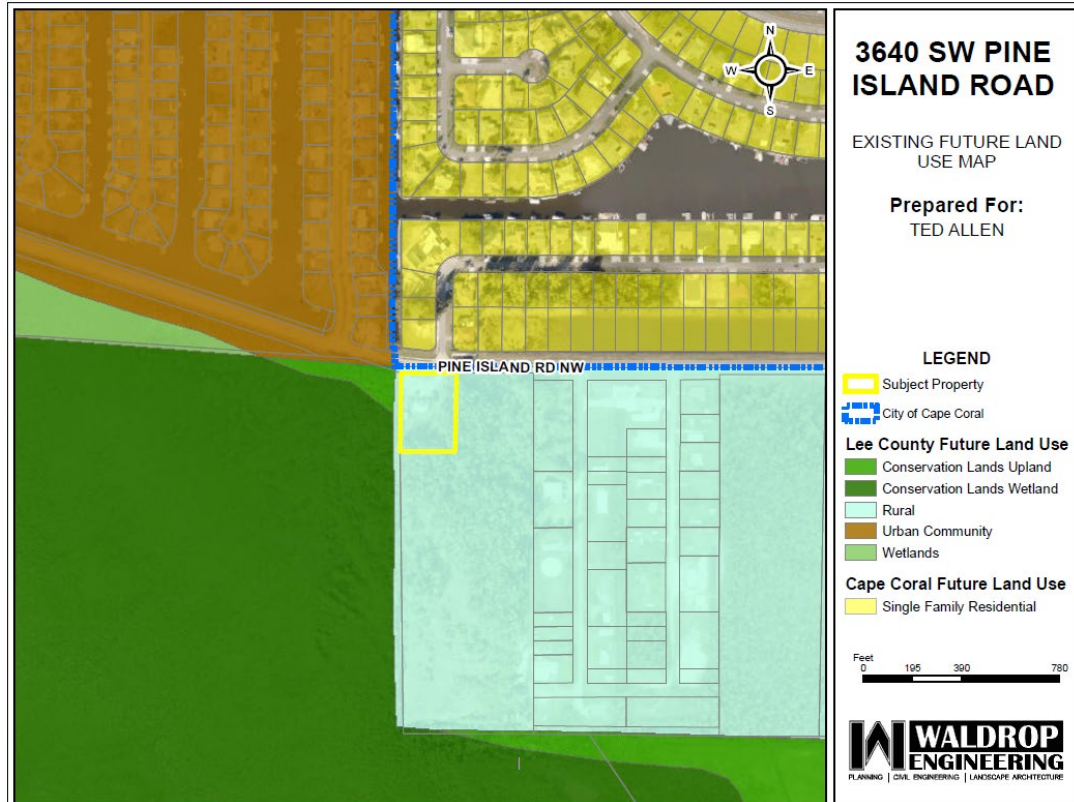 N
W
E
S
PINE ISLAND RD NW
3640 SW PINE
ISLAND ROAD
EXISTING FUTURE LAND
USE MAP
Prepared For:
TED ALLEN
LEGEND
Subject Property
City of Cape Coral
Lee County Future Land Use
Conservation Lands Upland
Conservation Lands Wetland
Rural
Urban Community
Wetlands
Cape Coral Future Land Use
Single Family Residential
Feet
0 195 390 780
WALDROP
ENGINEERING
PLANNING | CIVIL ENGINEERING | LANDSCAPE ARCHITECTURE